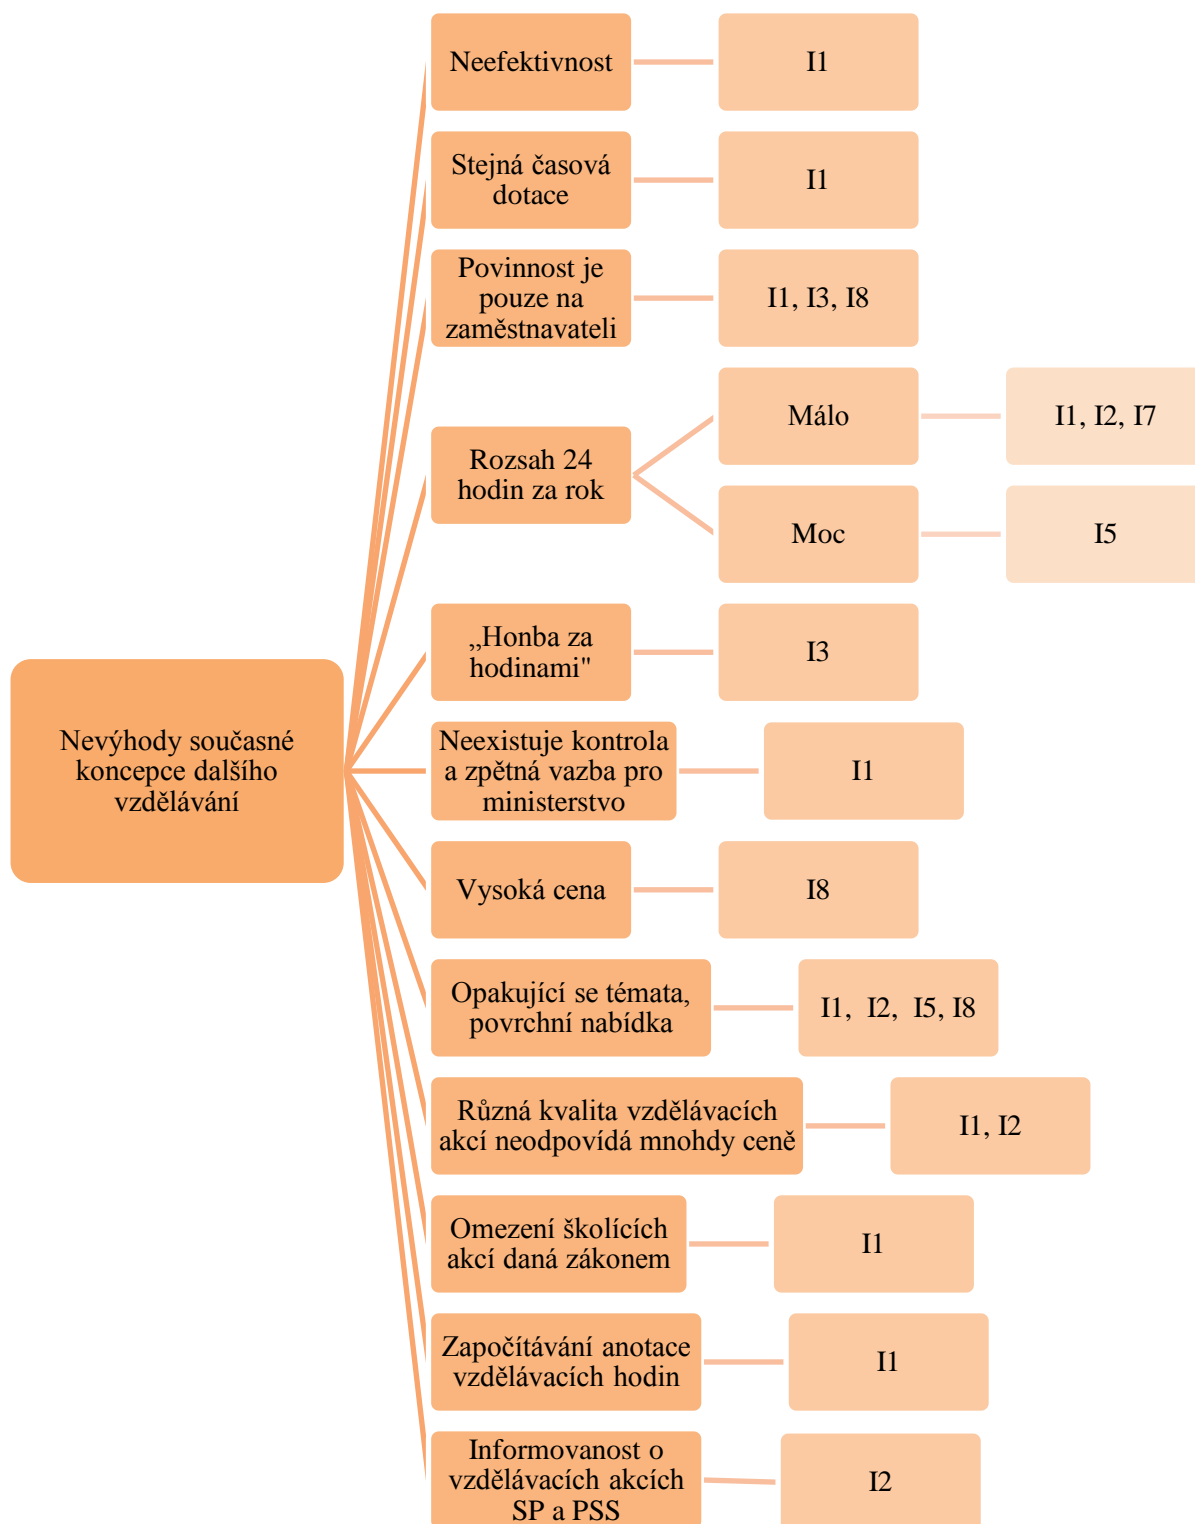 Neefektivnost
I1
Stejná časová
dotace
I1
Povinnost je
pouze na
zaměstnavateli
I1, I3, I8
Rozsah 24
hodin za rok
Málo
I1, I2, I7
Moc
I5
„Honba za
hodinami"
I3
Nevýhody současné
koncepce dalšího
vzdělávání
Neexistuje kontrola
a zpětná vazba pro
ministerstvo
I1
Vysoká cena
I8
Opakující se témata,
povrchní nabídka
I1, I2, I5, I8
Různá kvalita vzdělávacích
akcí neodpovídá mnohdy ceně
I1, I2
Omezení školících
akcí daná zákonem
I1
Započítávání anotace
vzdělávacích hodin
I1
Informovanost o
vzdělávacích akcích
SP a PSS
I2